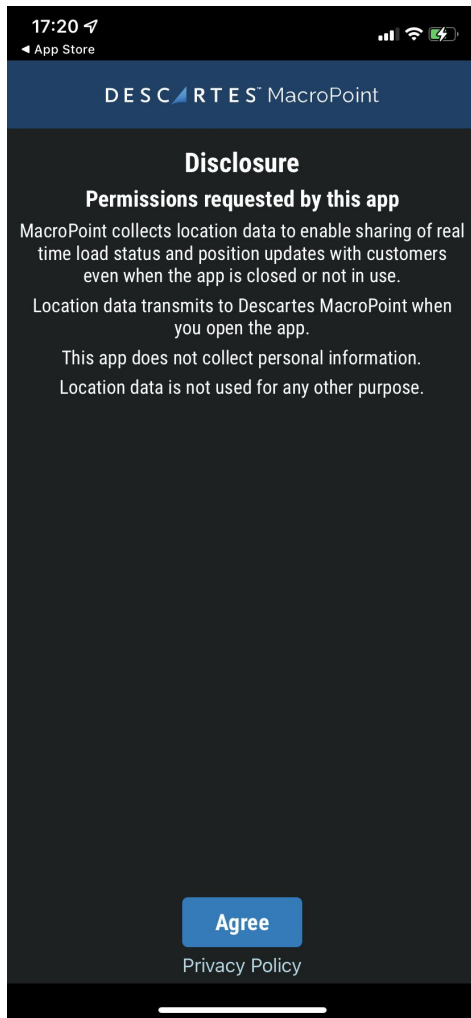 17:20
◀ App Store
DESCARTES™ MacroPoint
Disclosure
Permissions requested by this app
MacroPoint collects location data to enable sharing of real
time load status and position updates with customers
even when the app is closed or not in use.
Location data transmits to Descartes MacroPoint when
you open the app.
This app does not collect personal information.
Location data is not used for any other purpose.
Agree
Privacy Policy